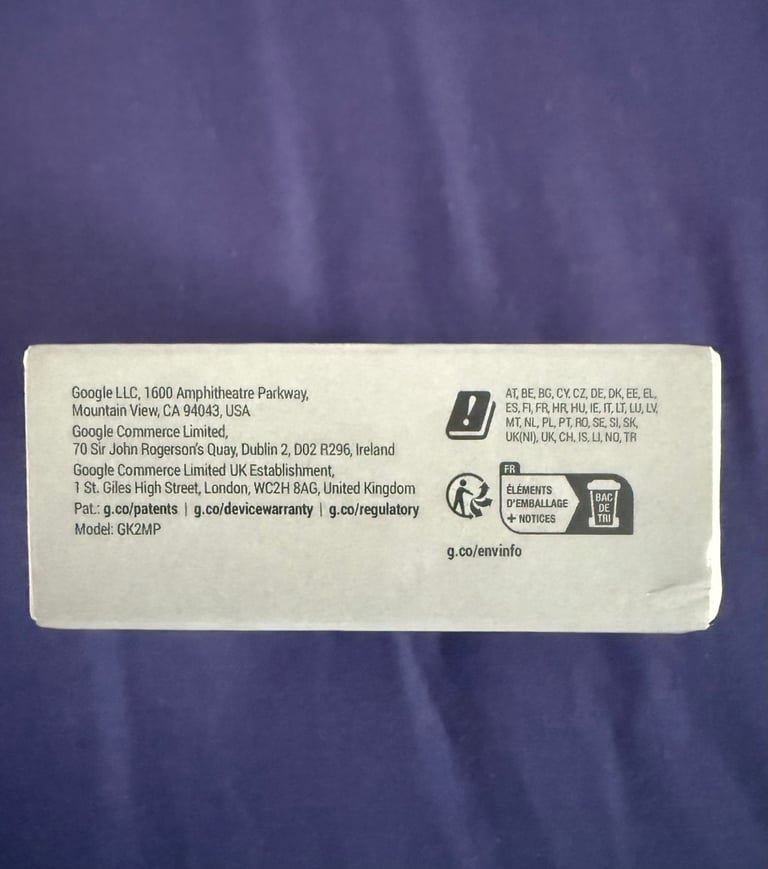 Google LLC, 1600 Amphitheatre Parkway,
Mountain View, CA 94043, USA
Google Commerce Limited,
70 Sir John Rogerson's Quay, Dublin 2, D02 R296, Ireland
Google Commerce Limited UK Establishment,
1 St. Giles High Street, London, WC2H 8AG, United Kingdom
Pat.: g.co/patents | g.co/devicewarranty | g.co/regulatory
Model: GK2MP
AT, BE, BG, CY, CZ, DE, DK, EE, EL,
ES, FI, FR, HR, HU, IE, IT, LT, LU, LV,
MT, NL, PL, PT, RO, SE, SI, SK,
UK(NI), UK, CH, IS, LI, NO, TR
FR
ÉLÉMENTS
D'EMBALLAGE
+ NOTICES
BAC
DE
TRI
g.co/envinfo